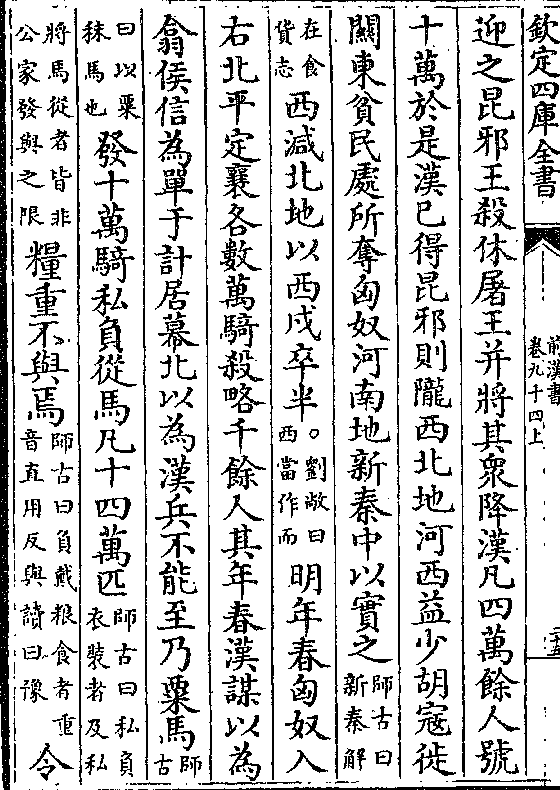 欽定四庫全書
前漢書
卷九十四上
迎之昆邪王殺休屠王并將其衆降漢凡四萬餘人號
十萬於是漢已得昆邪則隴西北地河西益少胡寇徙
關東貧民處所奪匈奴河南地新秦中以實之師古曰新秦解
在食貨志西減北地以西戍卒半。劉敞曰西當作而明年春匈奴入
右北平定襄各數萬騎殺略千餘人其年春漢謀以為
翕侯信為單于計居幕北以為漢兵不能至乃粟馬師古
曰以粟秣馬也發十萬騎私負從馬凡十四萬匹師古曰私負衣裝者及私
將馬從者皆非公家發與之限糧重不與焉師古曰負戴粮食者重音直用反與讀曰豫令